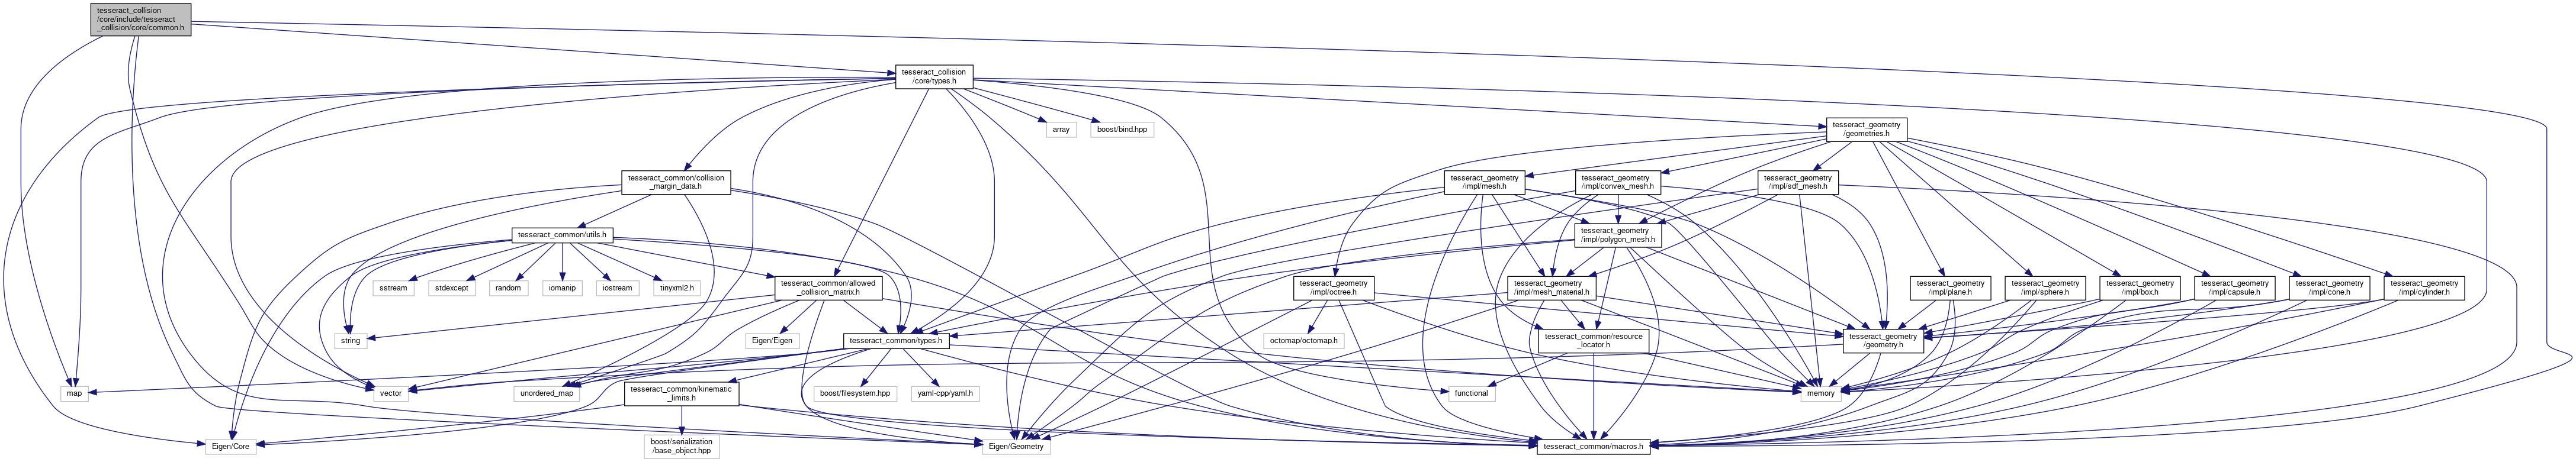 tesseract_collision
/core/include/tesseract
_collision/core/common.h
tesseract_collision
/core/types.h
array
boost/bind.hpp
tesseract_geometry
/geometries.h
tesseract_common/collision
_margin_data.h
tesseract_geometry
/impl/mesh.h
tesseract_geometry
/impl/convex_mesh.h
tesseract_geometry
/impl/sdf_mesh.h
tesseract_common/utils.h
tesseract_geometry
/impl/polygon_mesh.h
sstream
stdexcept
random
iomanip
iostream
tinyxml2.h
tesseract_common/allowed
_collision_matrix.h
tesseract_geometry
/impl/octree.h
tesseract_geometry
/impl/mesh_material.h
tesseract_geometry
/impl/plane.h
tesseract_geometry
/impl/sphere.h
tesseract_geometry
/impl/box.h
tesseract_geometry
/impl/capsule.h
tesseract_geometry
/impl/cone.h
tesseract_geometry
/impl/cylinder.h
string
Eigen/Eigen
tesseract_common/types.h
octomap/octomap.h
tesseract_common/resource
_locator.h
tesseract_geometry
/geometry.h
map
vector
unordered_map
tesseract_common/kinematic
_limits.h
boost/filesystem.hpp
yaml-cpp/yaml.h
functional
memory
Eigen/Core
boost/serialization
/base_object.hpp
Eigen/Geometry
tesseract_common/macros.h